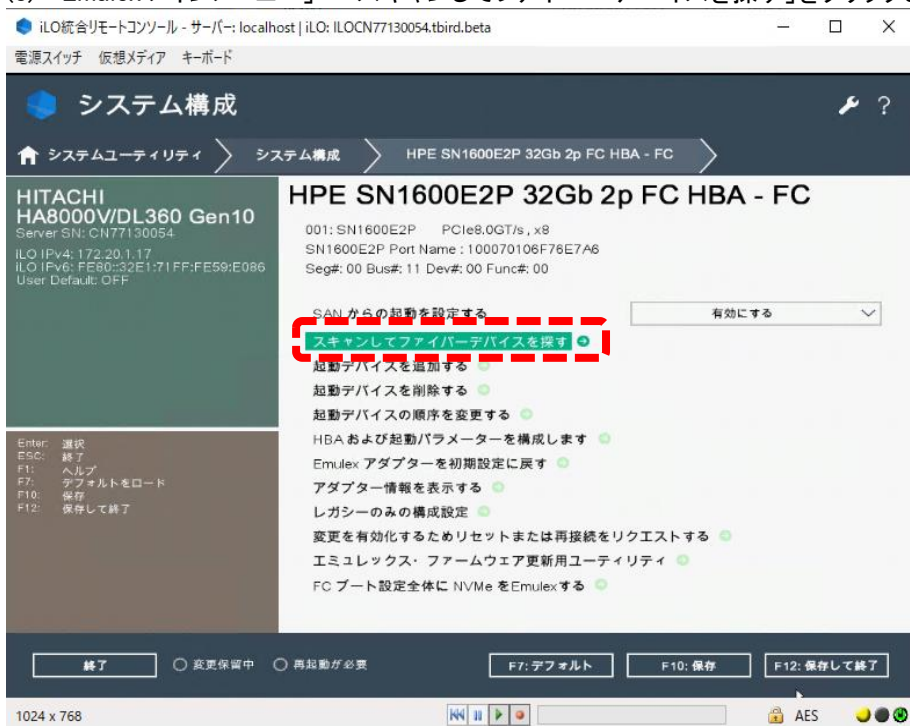 iLO統合リモートコンソール - サーバー: localhost | iLO: ILOCN77130054.tbird.beta
電源スイッチ 仮想メディア キーボード
システム構成
?
システムユーティリティ
システム構成
HPE SN1600E2P 32Gb 2p FC HBA - FC
HITACHI
HA8000V/DL360 Gen10
Server SN: CN77130054
iLO IPv4: 172.20.1.17
iLO IPv6: FE80::32E1:71FF:FE59:E086
User Default: OFF
Enter: 選択
ESC: 終了
F1: ヘルプ
F7: デフォルトをロード
F10: 保存
F12: 保存して終了
HPE SN1600E2P 32Gb 2p FC HBA - FC
001: SN1600E2P PCIe8.0GT/s , x8
SN1600E2P Port Name : 100070106F76E7A6
Seg#: 00 Bus#: 11 Dev#: 00 Func#: 00
SAN からの起動を設定する 有効にする
スキャンしてファイバーデバイスを探す
起動デバイスを追加する
起動デバイスを削除する
起動デバイスの順序を変更する
HBA および起動パラメーターを構成します
Emulex アダプターを初期設定に戻す
アダプター情報を表示する
レガシーのみの構成設定
変更を有効化するためリセットまたは再接続をリクエストする
エミュレックス・ファームウェア更新用ユーティリティ
FC ブート設定全体に NVMe をEmulexする
終了 変更保留中 再起動が必要 F7: デフォルト F10: 保存 F12: 保存して終了
1024 x 768 AES